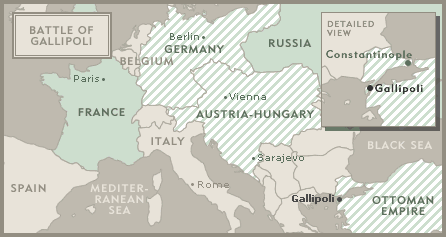 BATTLE OF
GALLIPOLI
Berlin
GERMANY
BELGIUM
RUSSIA
DETAILED
VIEW
Constantinople
Gallipoli
Paris
FRANCE
Vienna
AUSTRIA-HUNGARY
ITALY
BLACK SEA
Sarajevo
SPAIN
MEDITER-
RANEAN
SEA
Rome
Gallipoli
OTTOMAN
EMPIRE